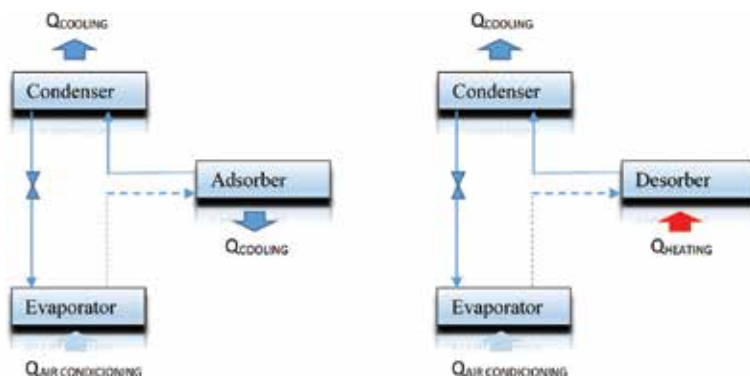 QCOOLING
Condenser
Adsorber
QCOOLING
Evaporator
QAIR CONDICIONING
QCOOLING
Condenser
Desorber
QHEATING
Evaporator
QAIR CONDICIONING